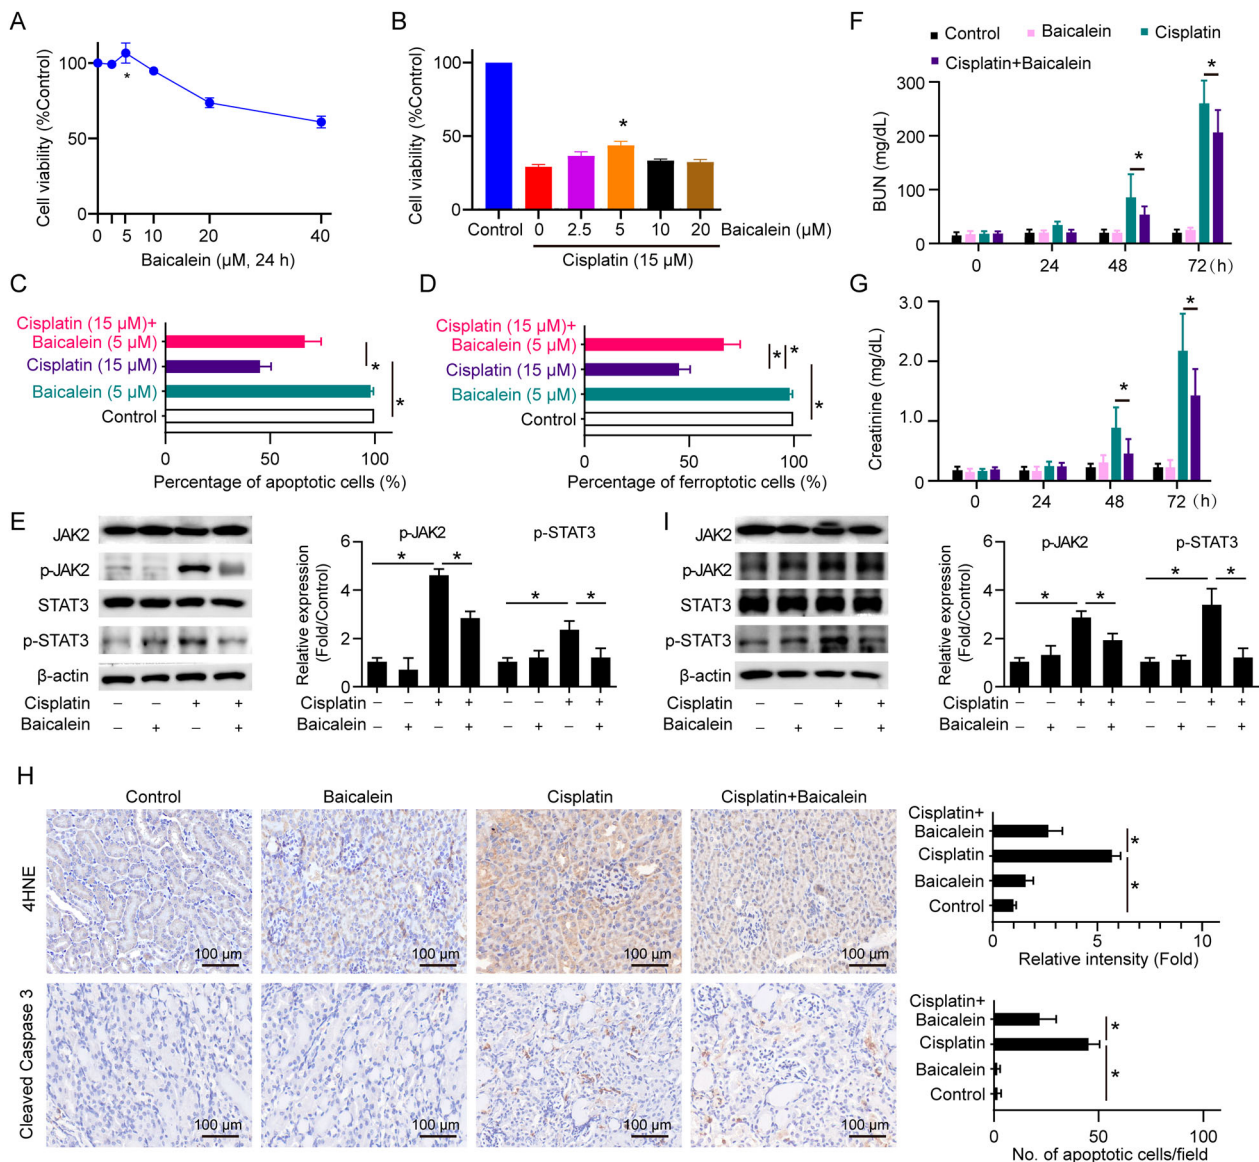 A
Cell viability (%Control)
100
50
0
0 5 10 20 40
Baicalein (µM, 24 h)
*
B
Cell viability (%Control)
100
50
0
*
Control 0 2.5 5 10 20 Baicalein (µM)
Cisplatin (15 µM)
F
Control Baicalein Cisplatin
Cisplatin+Baicalein
BUN (mg/dL)
300
200
100
0
* *
0 24 48 72 (h)
C
Cisplatin (15 µM)+
Baicalein (5 µM)
Cisplatin (15 µM)
Baicalein (5 µM)
Control
* *
0 50 100
Percentage of apoptotic cells (%)
D
Cisplatin (15 µM)+
Baicalein (5 µM)
Cisplatin (15 µM)
Baicalein (5 µM)
Control
* * *
0 50 100
Percentage of ferroptotic cells (%)
G
Creatinine (mg/dL)
3.0
2.0
1.0
0
* *
0 24 48 72 (h)
E
JAK2
p-JAK2
STAT3
p-STAT3
β-actin
Cisplatin − − + +
Baicalein − + − +
p-JAK2 p-STAT3
Relative expression
(Fold/Control)
6
4
2
0
* * * *
Cisplatin − − + + − − + +
Baicalein − + − + − + − +
I
JAK2
p-JAK2
STAT3
p-STAT3
β-actin
Cisplatin − − + +
Baicalein − + − +
p-JAK2 p-STAT3
Relative expression
(Fold/Control)
6
4
2
0
* * * *
Cisplatin − − + + − − + +
Baicalein − + − + − + − +
H
Control Baicalein Cisplatin Cisplatin+Baicalein
4HNE
100 µm 100 µm 100 µm 100 µm
Cleaved Caspase 3
100 µm 100 µm 100 µm 100 µm
Cisplatin+
Baicalein
Cisplatin
Baicalein
Control
* *
0 5 10
Relative intensity (Fold)
Cisplatin+
Baicalein
Cisplatin
Baicalein
Control
* *
0 50 100
No. of apoptotic cells/field